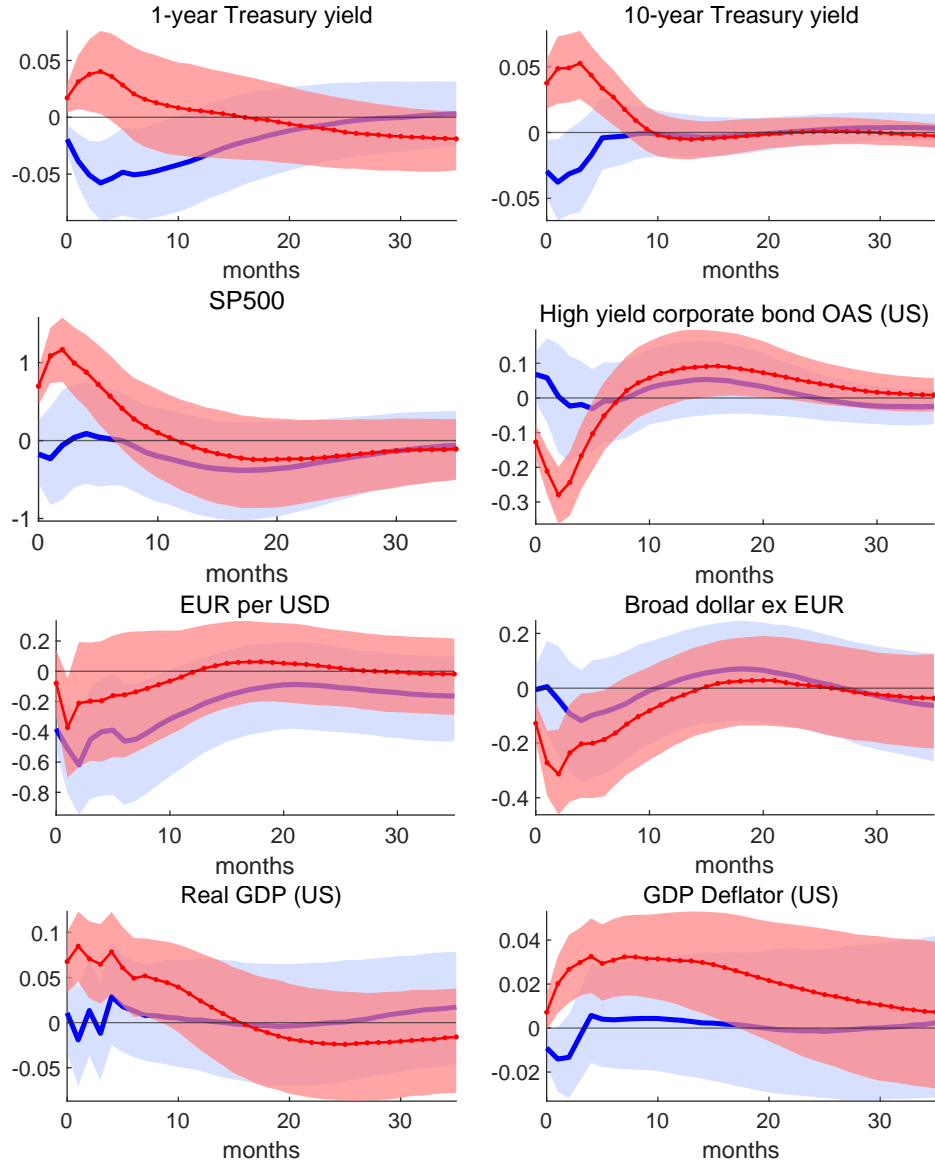 1-year Treasury yield
0.05
0
-0.05
0 10 20 30
months
10-year Treasury yield
0.05
0
-0.05
0 10 20 30
months
SP500
1
0
-1
0 10 20 30
months
High yield corporate bond OAS (US)
0.1
0
-0.1
-0.2
-0.3
0 10 20 30
months
EUR per USD
0.2
0
-0.2
-0.4
-0.6
-0.8
0 10 20 30
months
Broad dollar ex EUR
0.2
0
-0.2
-0.4
0 10 20 30
months
Real GDP (US)
0.1
0.05
0
-0.05
0 10 20 30
months
GDP Deflator (US)
0.04
0.02
0
-0.02
0 10 20 30
months